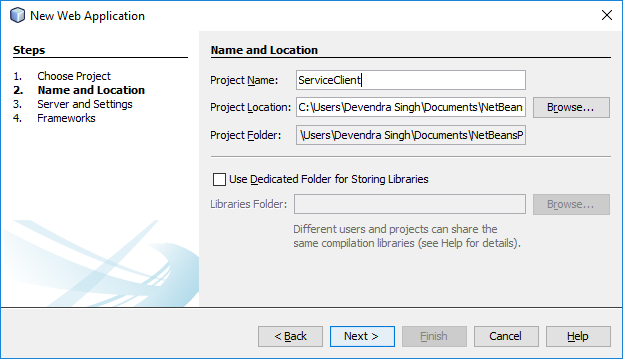 New Web Application
Steps
1. Choose Project
2. Name and Location
3. Server and Settings
4. Frameworks
Name and Location
Project Name: ServiceClient
Project Location: C:\Users\Devendra Singh\Documents\NetBeans Browse...
Project Folder: \Users\Devendra Singh\Documents\NetBeansP
Use Dedicated Folder for Storing Libraries
Libraries Folder: Browse...
Different users and projects can share the
same compilation libraries (see Help for details).
< Back Next > Finish Cancel Help